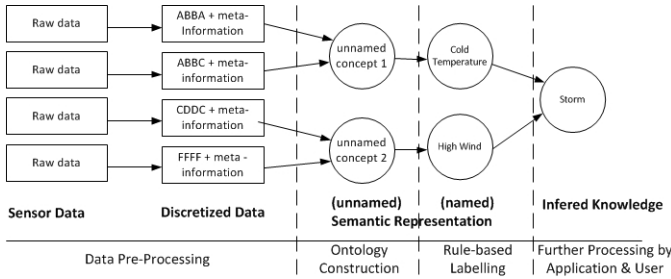 Raw data
ABBA + meta-
Information
Raw data
ABBC + meta-
information
Raw data
CDDC + meta-
information
Raw data
FFFF + meta -
information
unnamed
concept 1
unnamed
concept 2
Cold
Temperature
High Wind
Storm
Sensor Data
Discretized Data
(unnamed)
(named)
Semantic Representation
Infered Knowledge
Data Pre-Processing
Ontology
Construction
Rule-based
Labelling
Further Processing by
Application & User